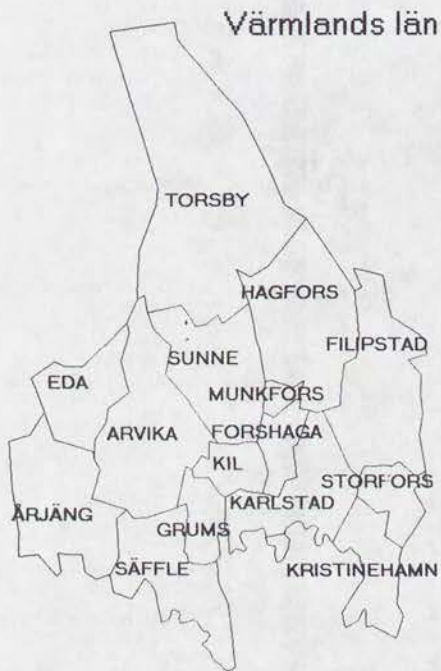 Värmlands län
TORSBY
HAGFORS
FILIPSTAD
SUNNE
EDA
MUNKFORS
ARVIKA
FORSHAGA
KIL
STORFORS
KARLSTAD
ÅRJÄNG
GRUMS
SÄFFLE
KRISTINEHAMN